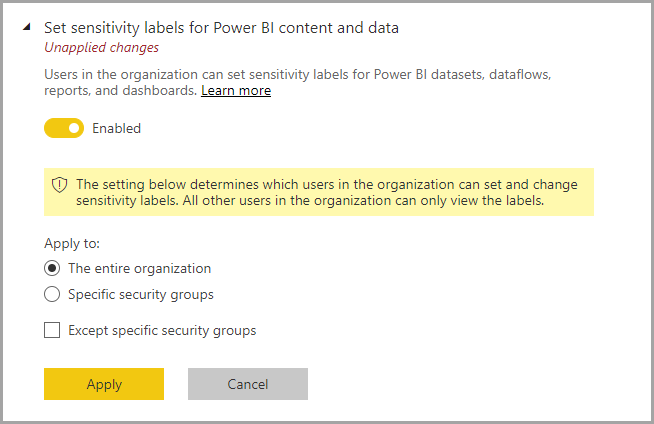 Set sensitivity labels for Power BI content and data
Unapplied changes
Users in the organization can set sensitivity labels for Power BI datasets, dataflows,
reports, and dashboards. Learn more
Enabled
The setting below determines which users in the organization can set and change
sensitivity labels. All other users in the organization can only view the labels.
Apply to:
The entire organization
Specific security groups
Except specific security groups
Apply
Cancel